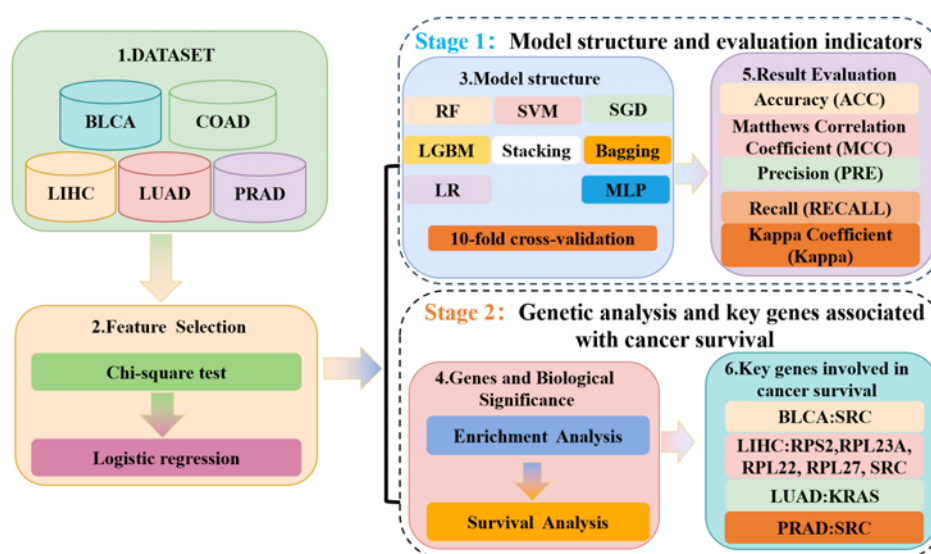 1.DATASET
BLCA
COAD
LIHC
LUAD
PRAD
2.Feature Selection
Chi-square test
Logistic regression
Stage 1： Model structure and evaluation indicators
3.Model structure
RF
SVM
SGD
LGBM
Stacking
Bagging
LR
MLP
10-fold cross-validation
5.Result Evaluation
Accuracy (ACC)
Matthews Correlation
Coefficient (MCC)
Precision (PRE)
Recall (RECALL)
Kappa Coefficient
(Kappa)
Stage 2： Genetic analysis and key genes associated
with cancer survival
4.Genes and Biological
Significance
Enrichment Analysis
Survival Analysis
6.Key genes involved in
cancer survival
BLCA:SRC
LIHC:RPS2,RPL23A,
RPL22, RPL27, SRC
LUAD:KRAS
PRAD:SRC